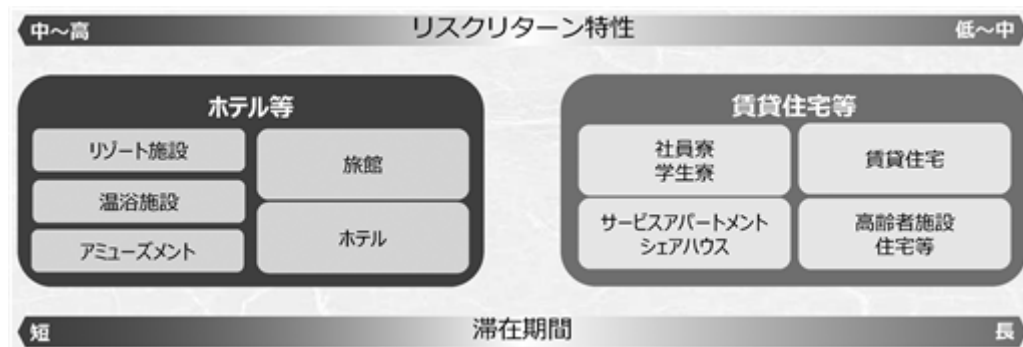 中～高
リスクリターン特性
低～中
ホテル等
リゾート施設
温浴施設
アミューズメント
旅館
ホテル
賃貸住宅等
社員寮
学生寮
賃貸住宅
サービスアパートメント
シェアハウス
高齢者施設
住宅等
短
滞在期間
長